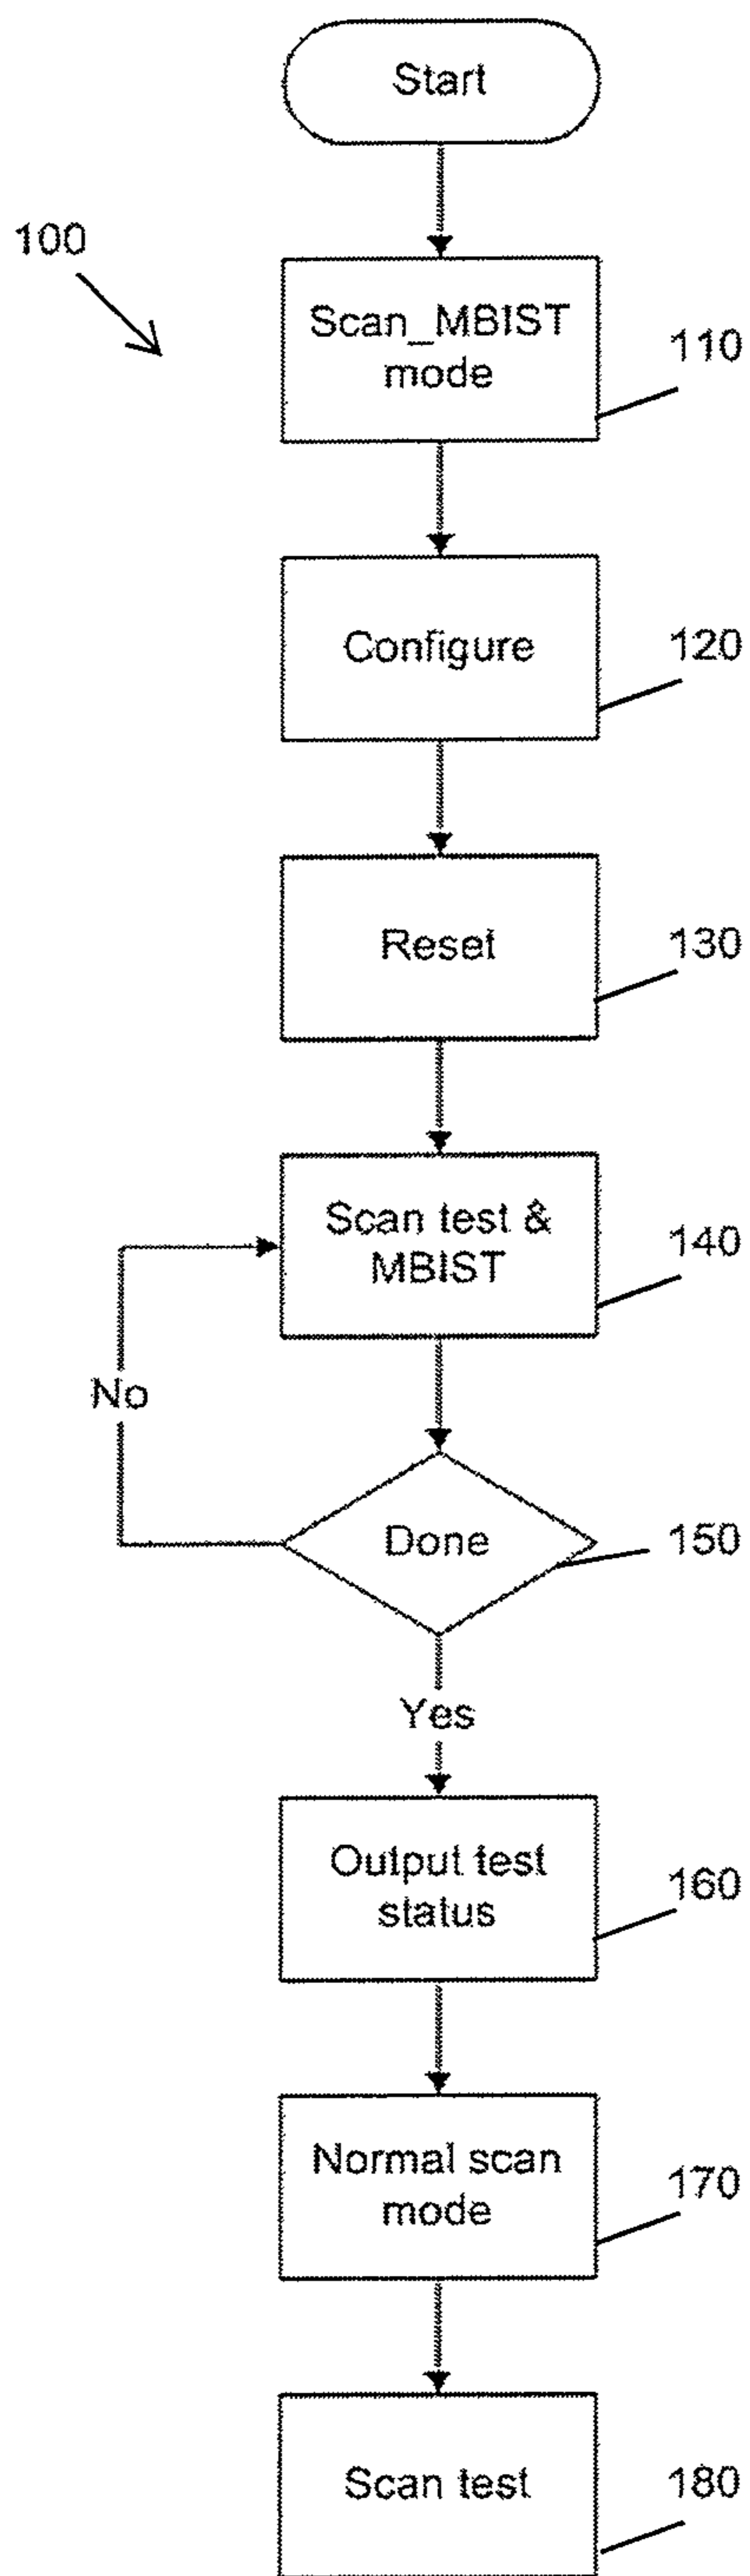 Start
100
Scan_MBIST
mode
110
Configure
120
Reset
130
Scan test &
MBIST
140
No
Done
150
Yes
Output test
status
160
Normal scan
mode
170
Scan test
180